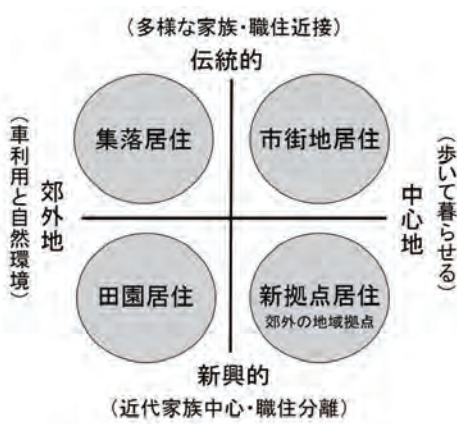 （多様な家族・職住近接）
伝統的
集落居住
市街地居住
（車利用と自然環境）
郊外地
中心地
（歩いて暮らせる）
田園居住
新拠点居住
郊外の地域拠点
新興的
（近代家族中心・職住分離）